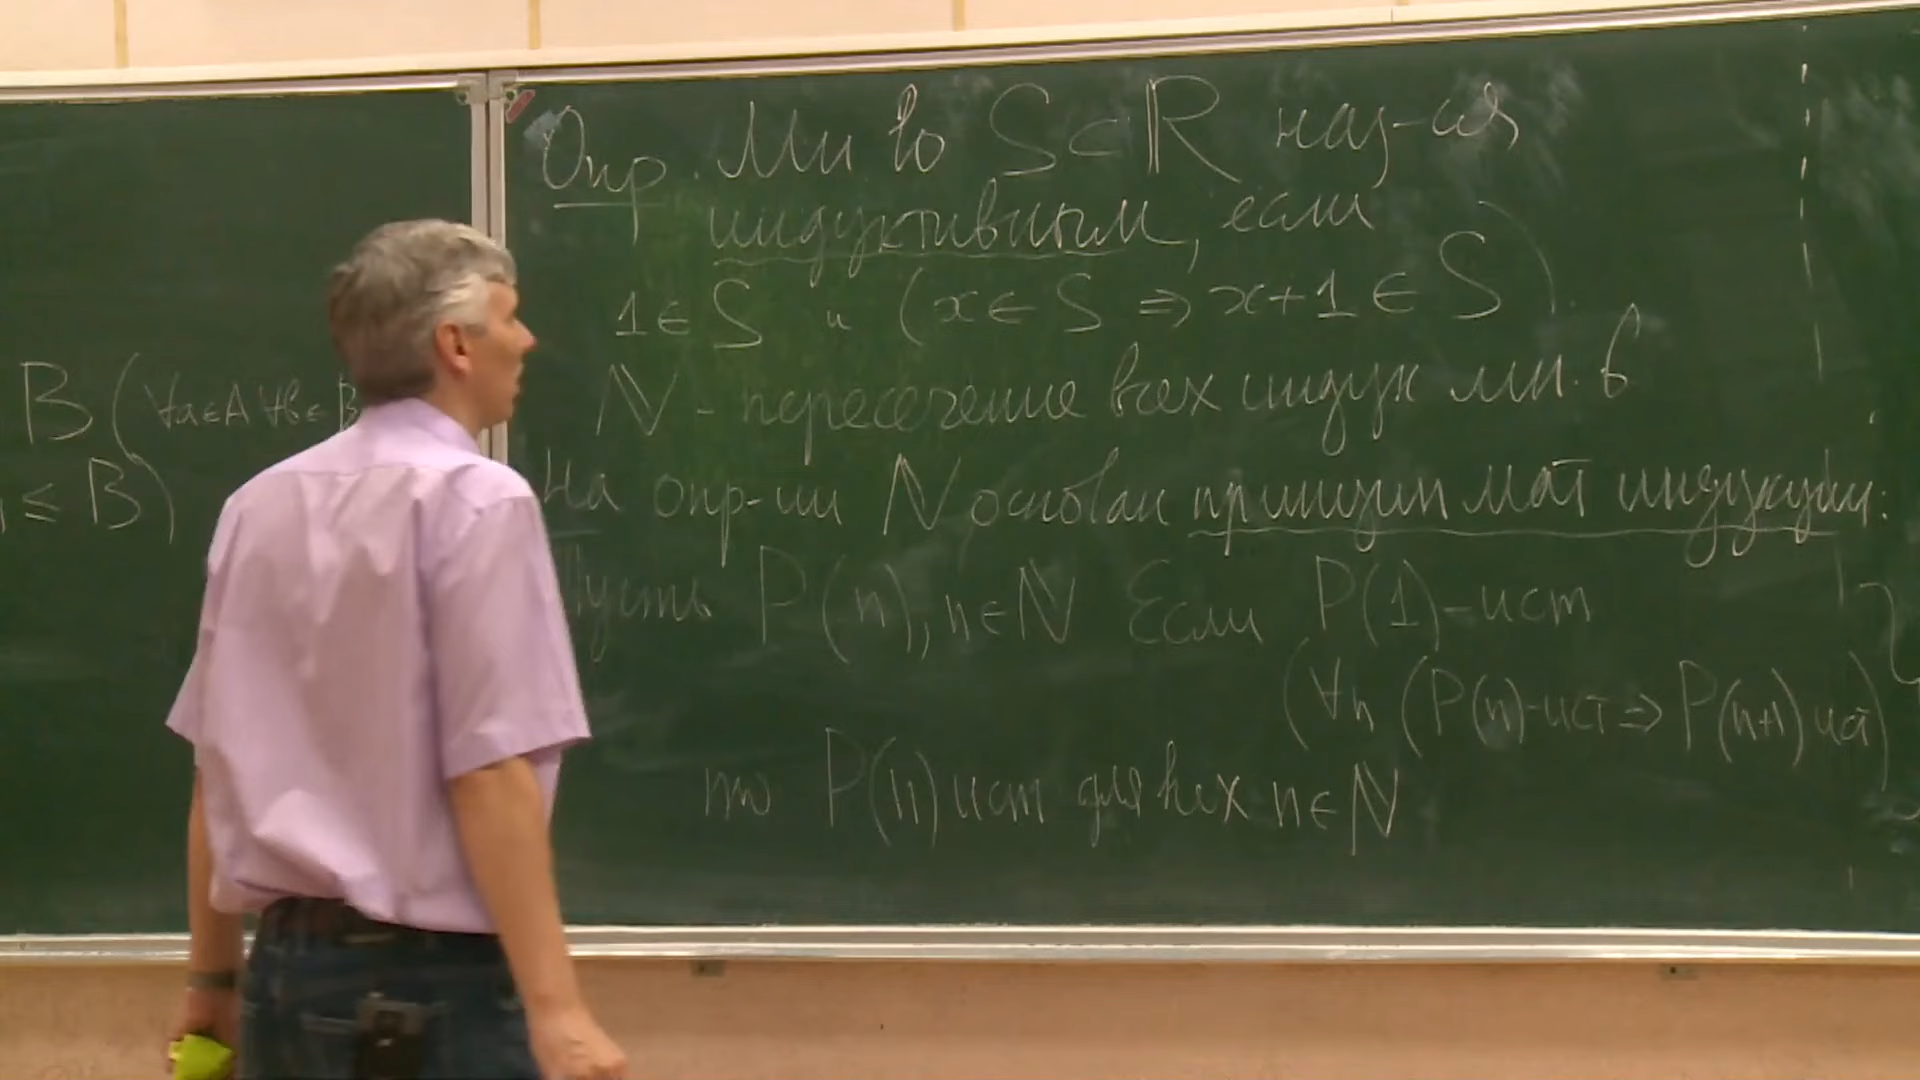 B (∀a∈A ∀b∈B
≤ B)
Опр. Мн во S⊂ℝ наз-ся
индуктивным, если
1∈S и (x∈S ⇒ x+1∈S)
ℕ - пересечение всех индук мн. в
На опр-ии ℕ основан принцип мат индукции:
Пусть P(n), n∈ℕ Если P(1)-ист
(∀n (P(n)-ист ⇒ P(n+1) ист)
то P(n) ист для всех n∈ℕ